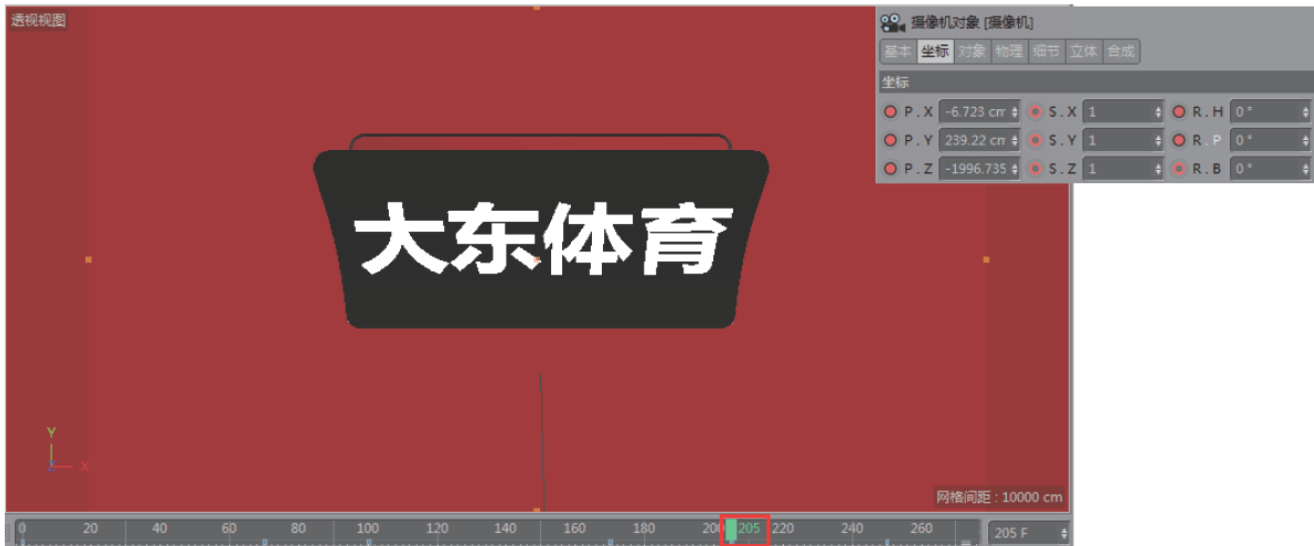 透视视图
摄像机对象 [摄像机]
基本 坐标 对象 物理 细节 立体 合成
坐标
P . X -6.723 cm S . X 1 R . H 0 °
P . Y 239.22 cm S . Y 1 R . P 0 °
P . Z -1996.735 S . Z 1 R . B 0 °
大东体育
Y
Z X
网格间距 : 10000 cm
0 20 40 60 80 100 120 140 160 180 200 205 220 240 260 205 F